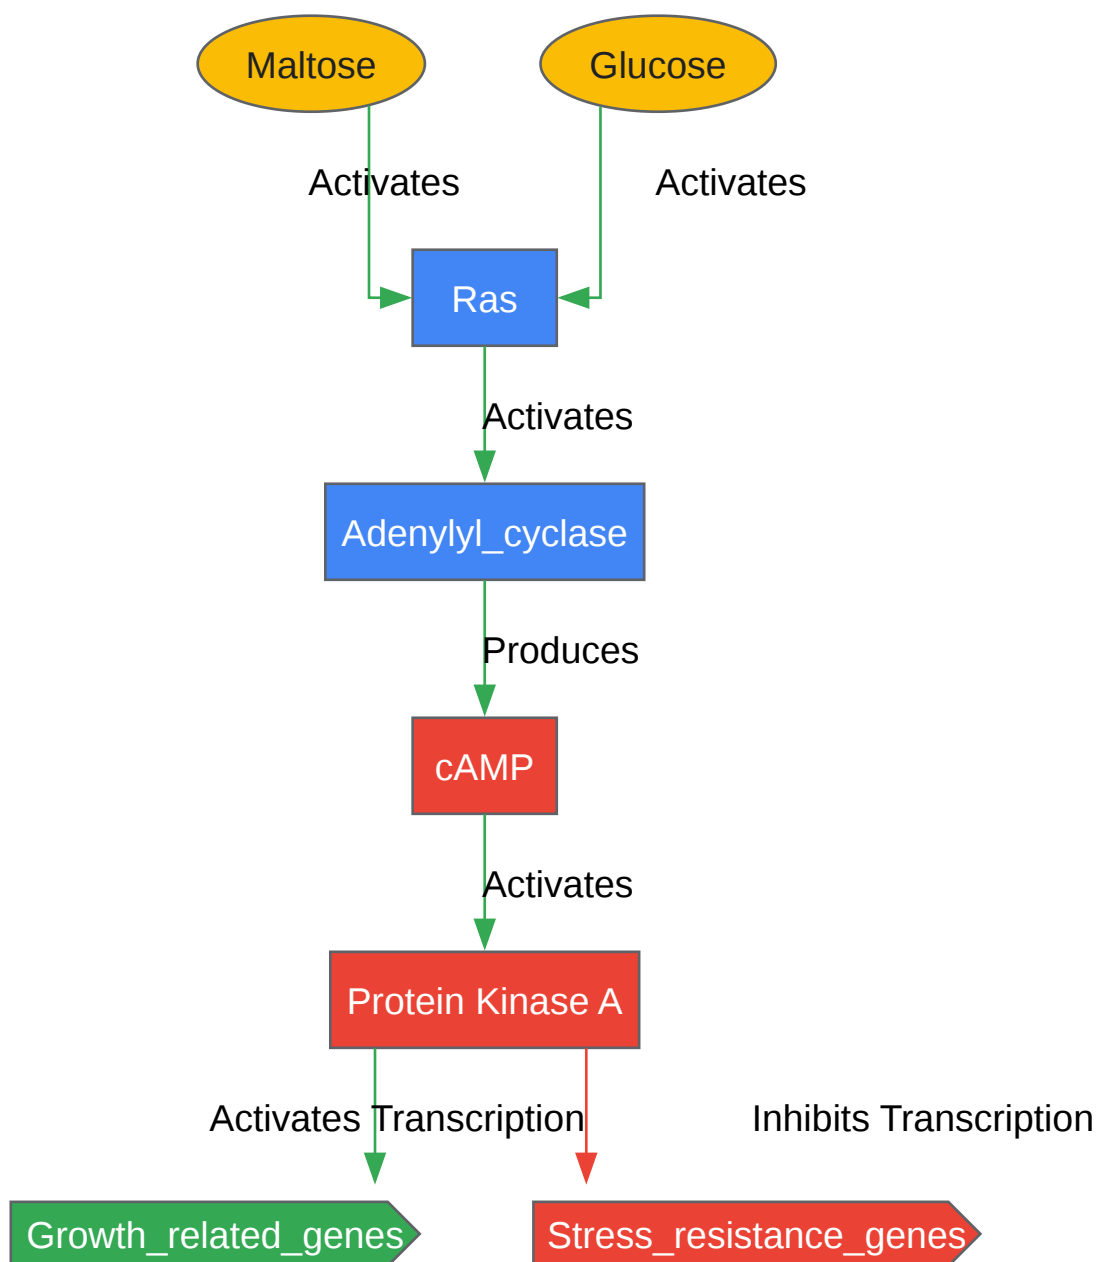 Maltose
Glucose
Activates
Activates
Ras
Activates
Adenylyl_cyclase
Produces
cAMP
Activates
Protein Kinase A
Activates Transcription
Inhibits Transcription
Growth_related_genes
Stress_resistance_genes